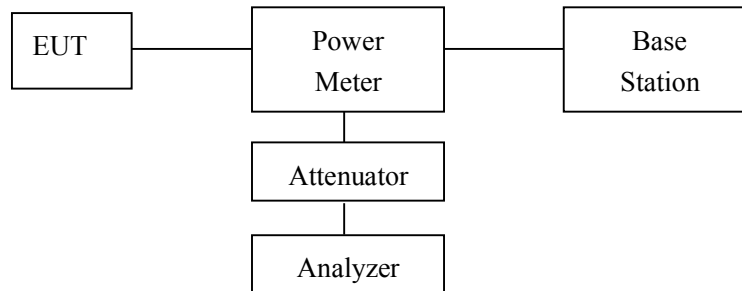 EUT
Power
Meter
Base
Station
Attenuator
Analyzer